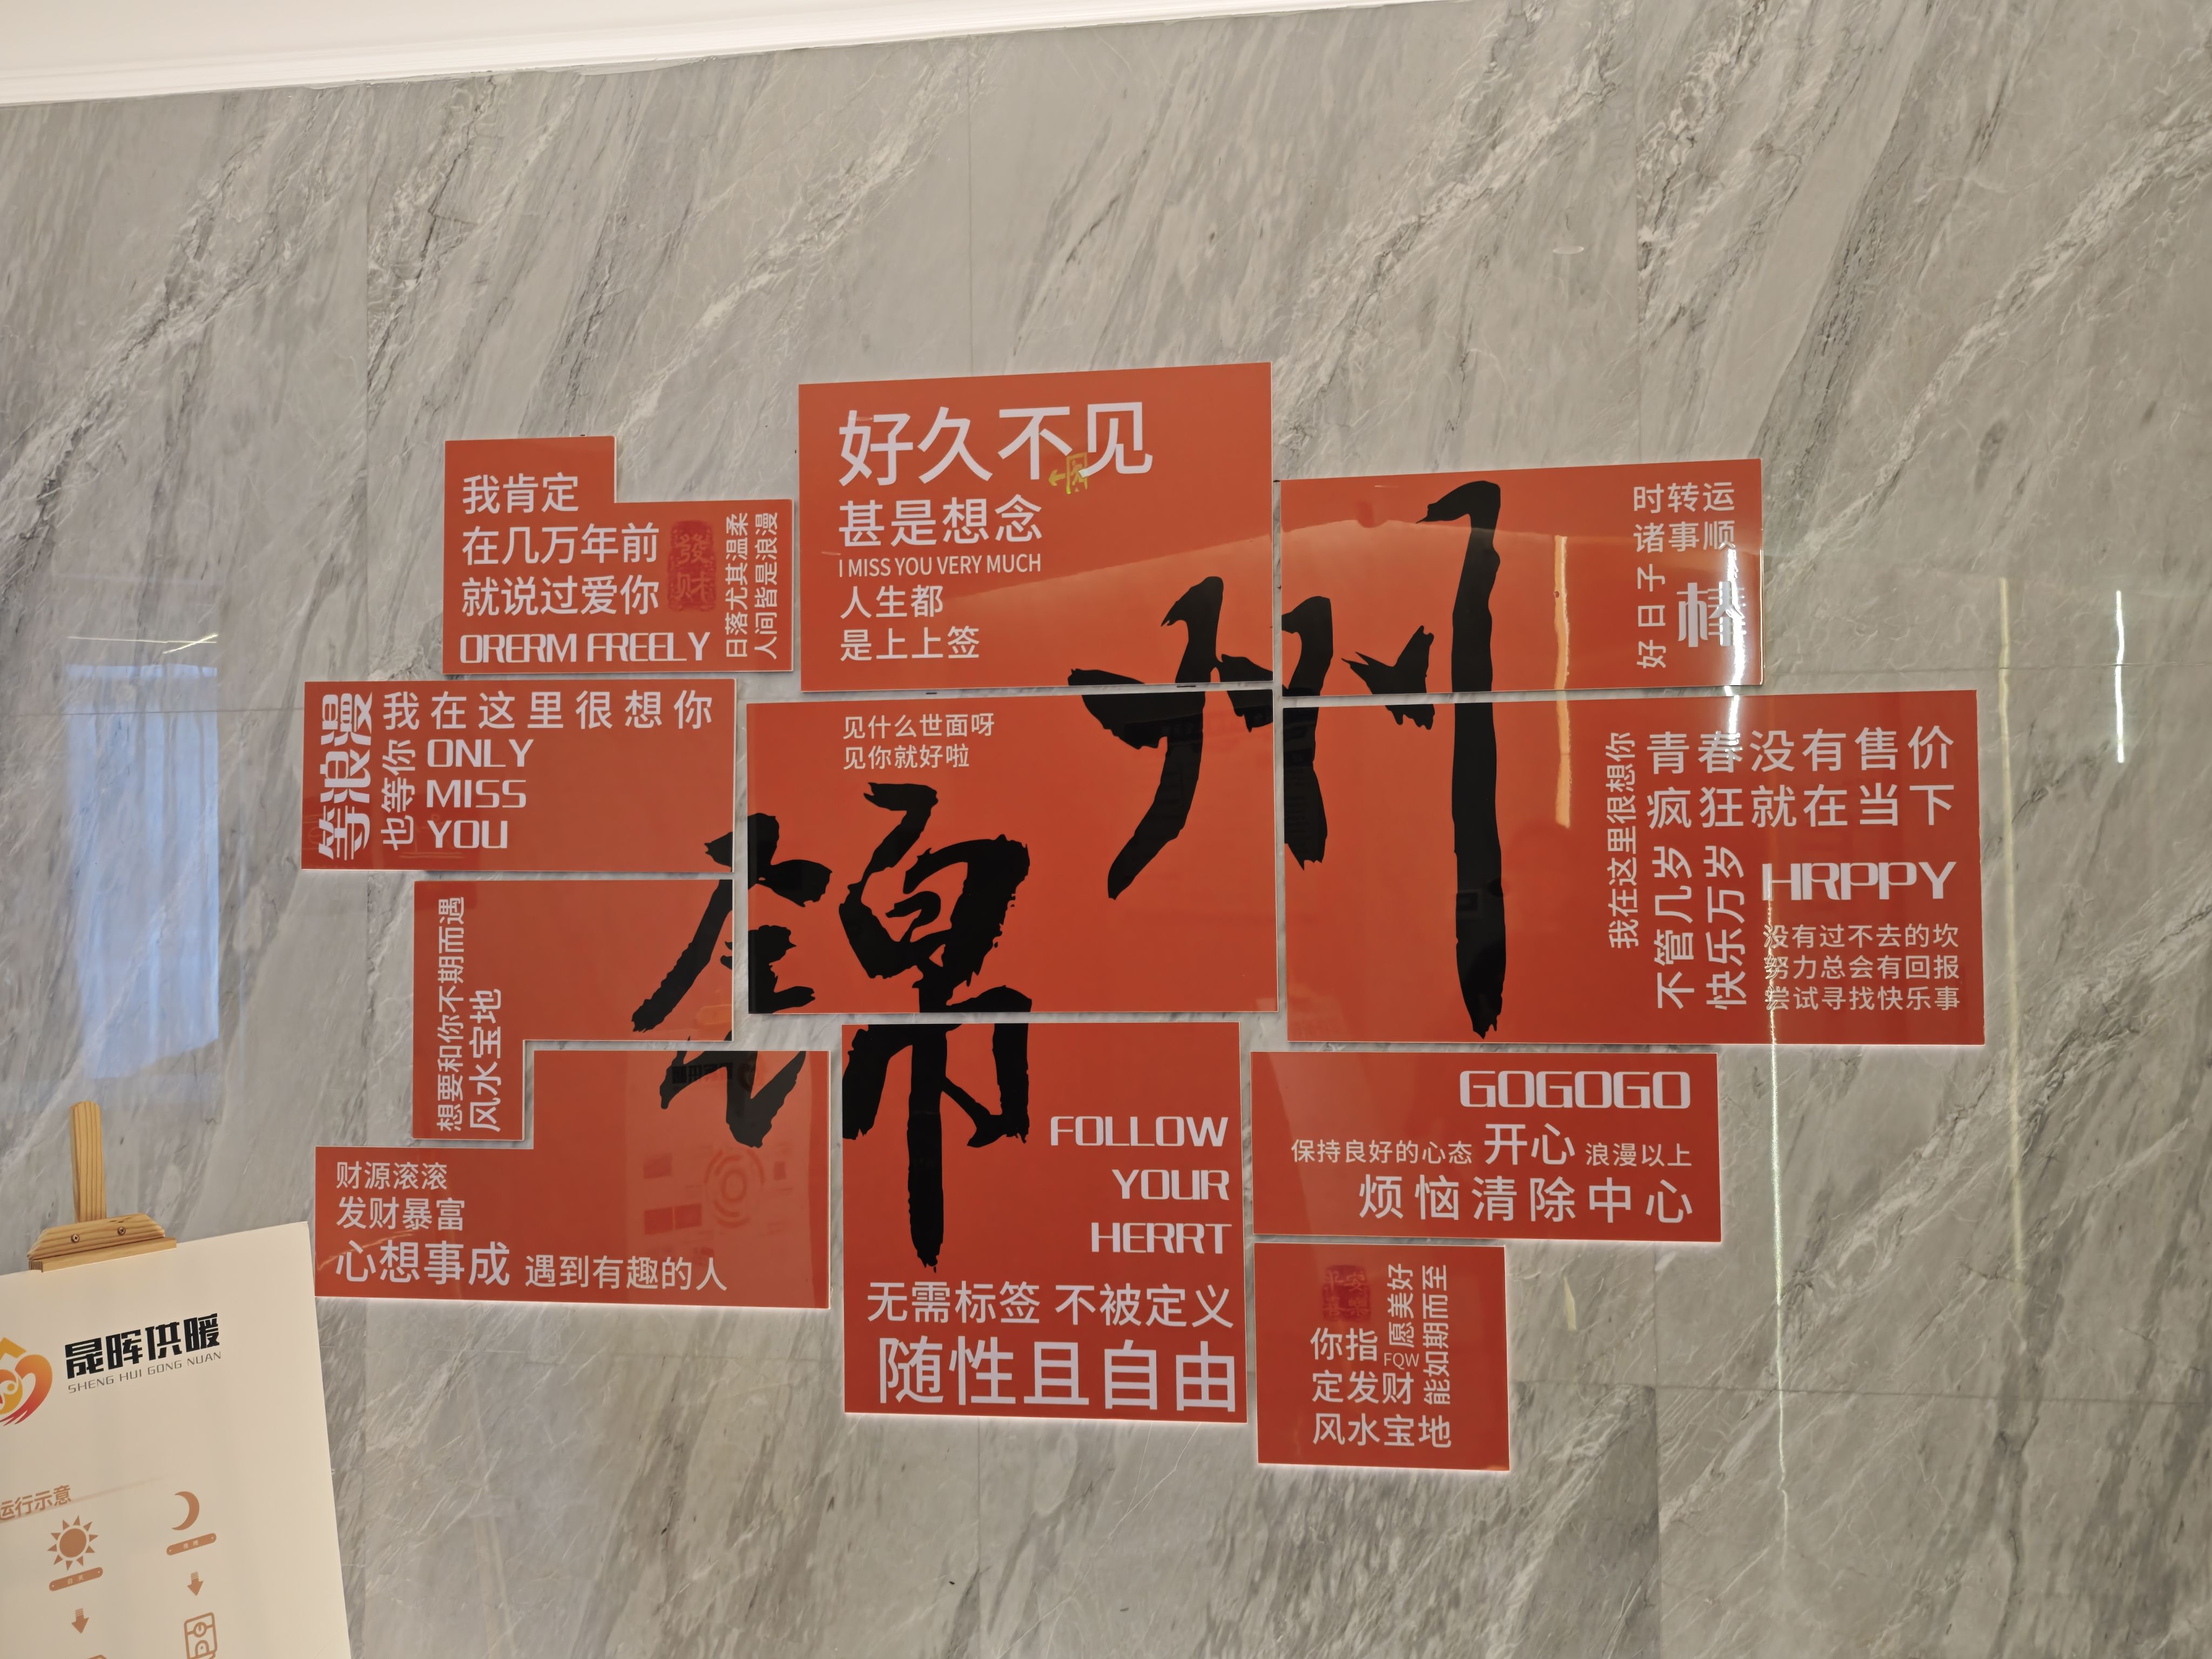 好久不见
甚是想念
I MISS YOU VERY MUCH
人生都
是上上签
我肯定
在几万年前
就说过爱你
ORERM FREELY
發财
日落尤其温柔
人间皆是浪漫
时转运
诸事顺
好日子
棒
等浪漫
我在这里很想你
也等你
ONLY
MISS
YOU
见什么世面呀
见你就好啦
锦州
我在这里很想你
青春没有售价
疯狂就在当下
不管几岁
快乐万岁
HRPPY
没有过不去的坎
努力总会有回报
尝试寻找快乐事
想要和你不期而遇
风水宝地
财源滚滚
发财暴富
心想事成 遇到有趣的人
FOLLOW
YOUR
HERRT
无需标签 不被定义
随性且自由
GOGOGO
保持良好的心态 开心 浪漫以上
烦恼清除中心
你指
定发财
风水宝地
FQW
愿美好
能如期而至
晟晖供暖
SHENG HUI GONG NUAN
运行示意